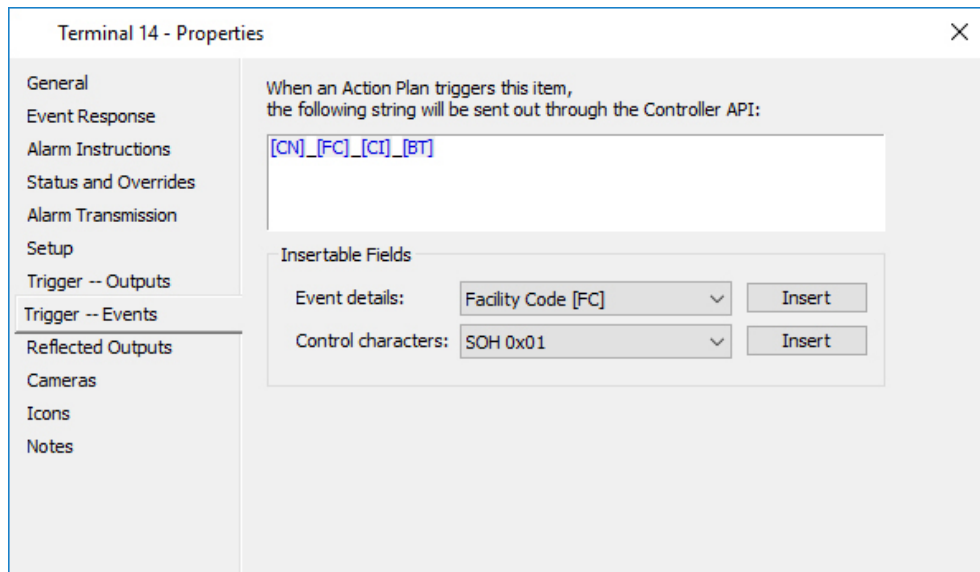 Terminal 14 - Properties
General
Event Response
Alarm Instructions
Status and Overrides
Alarm Transmission
Setup
Trigger -- Outputs
Trigger -- Events
Reflected Outputs
Cameras
Icons
Notes
When an Action Plan triggers this item,
the following string will be sent out through the Controller API:
[CN]_[FC]_[CI]_[BT]
Insertable Fields
Event details: Facility Code [FC] Insert
Control characters: SOH 0x01 Insert